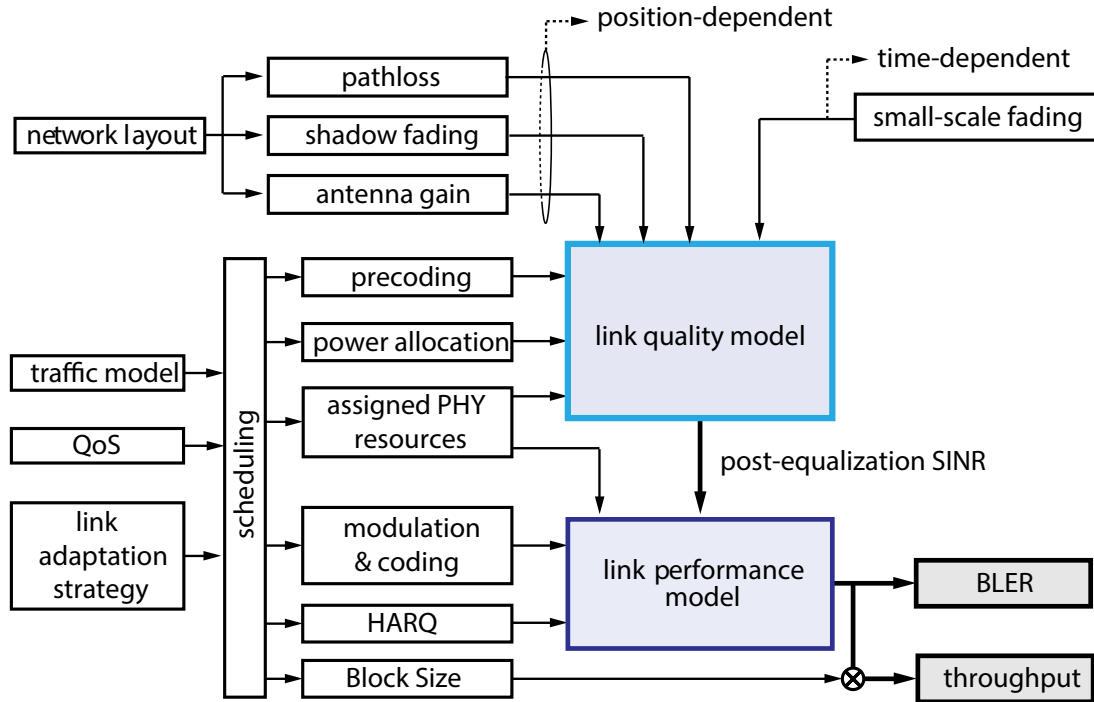 position-dependent
time-dependent
pathloss
network layout
shadow fading
small-scale fading
antenna gain
precoding
link quality model
power allocation
traffic model
assigned PHY
resources
QoS
scheduling
post-equalization SINR
link
adaptation
strategy
modulation
& coding
link performance
model
BLER
HARQ
Block Size
throughput